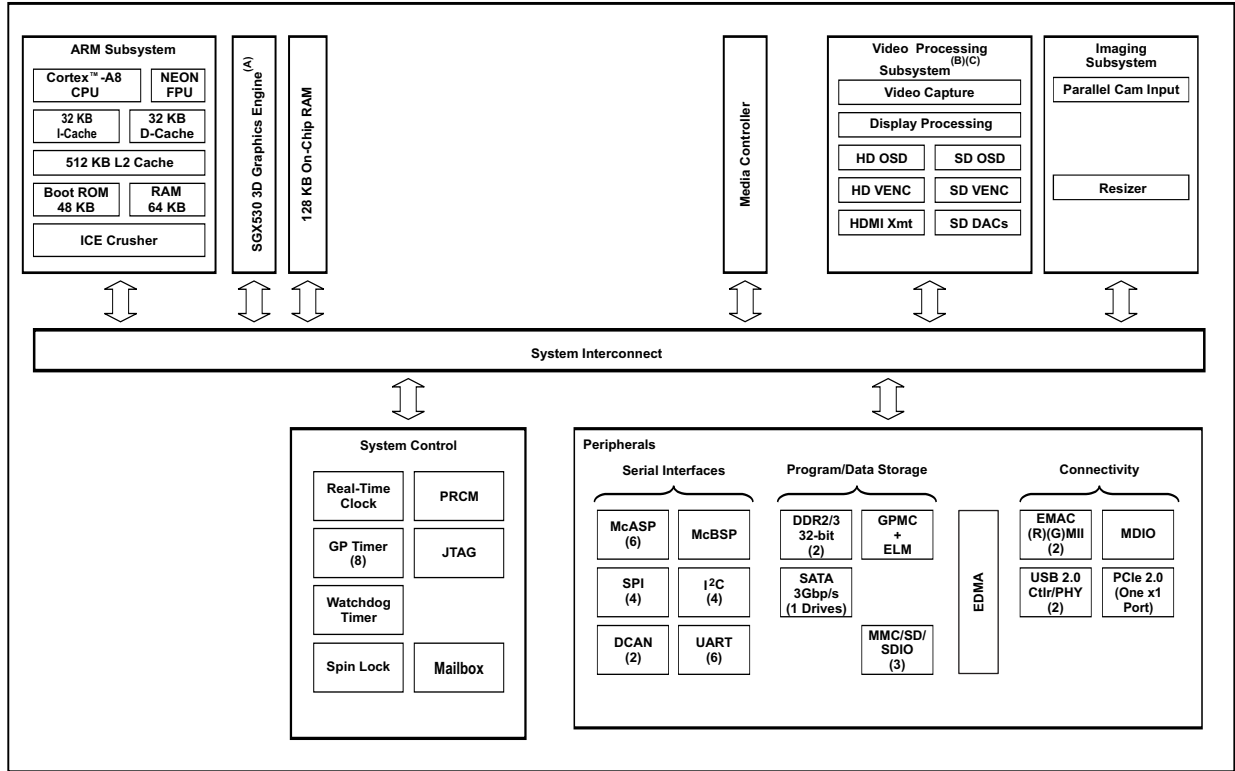 ARM Subsystem
Cortex™-A8
CPU
NEON
FPU
32 KB
I-Cache
32 KB
D-Cache
512 KB L2 Cache
Boot ROM
48 KB
RAM
64 KB
ICE Crusher
SGX530 3D Graphics Engine(A)
128 KB On-Chip RAM
Media Controller
Video Processing
Subsystem(B)(C)
Video Capture
Display Processing
HD OSD
SD OSD
HD VENC
SD VENC
HDMI Xmt
SD DACs
Imaging
Subsystem
Parallel Cam Input
Resizer
System Interconnect
System Control
Real-Time
Clock
PRCM
GP Timer
(8)
JTAG
Watchdog
Timer
Spin Lock
Mailbox
Peripherals
Serial Interfaces
McASP
(6)
McBSP
SPI
(4)
I2C
(4)
DCAN
(2)
UART
(6)
Program/Data Storage
DDR2/3
32-bit
(2)
GPMC
+
ELM
SATA
3Gbp/s
(1 Drives)
MMC/SD/
SDIO
(3)
EDMA
Connectivity
EMAC
(R)(G)MII
(2)
MDIO
USB 2.0
Ctlr/PHY
(2)
PCIe 2.0
(One x1
Port)